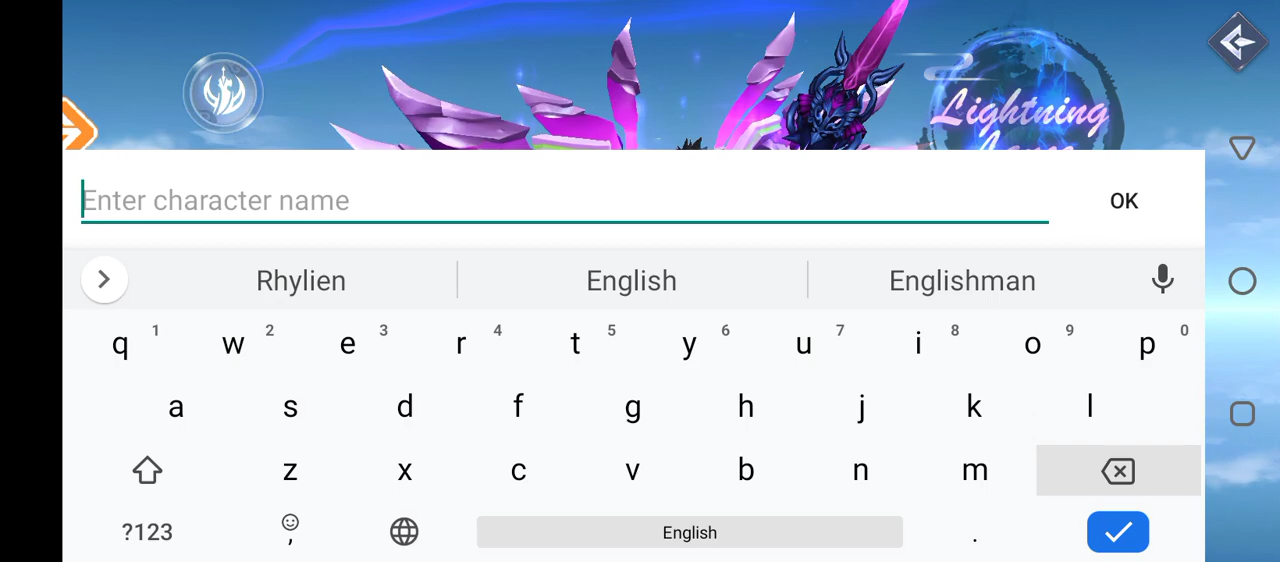 Lightning
Enter character name
OK
Rhylien English Englishman
q 1 w 2 e 3 r 4 t 5 y 6 u 7 i 8 o 9 p 0
a s d f g h j k l
z x c v b n m
?123 , English .